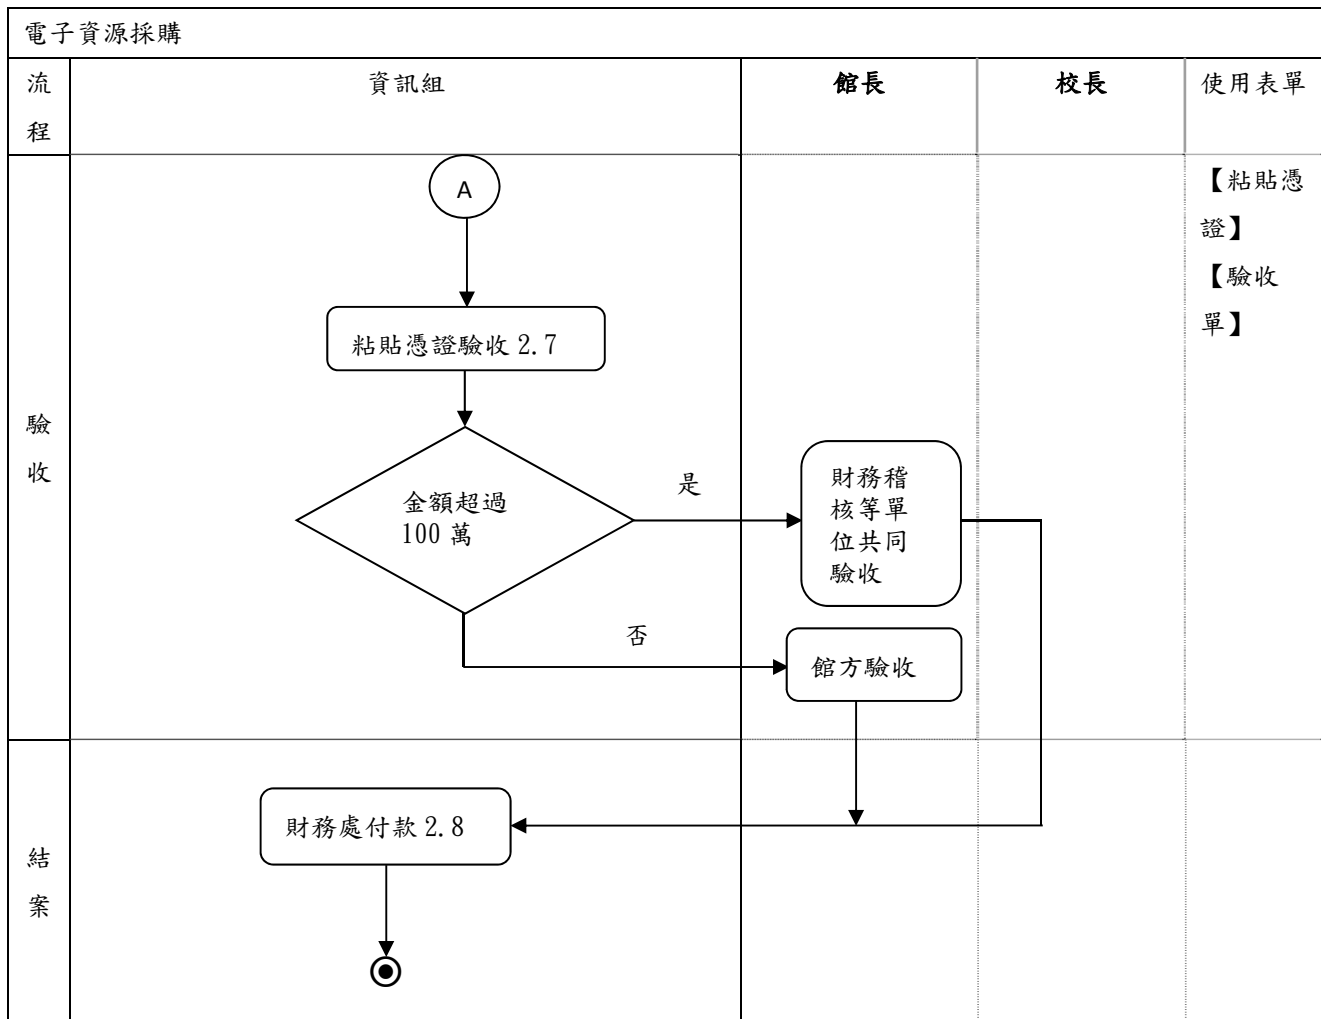 電子資源採購
流
程
資訊組
館長
校長
使用表單
驗
收
A
粘貼憑證驗收 2.7
金額超過
100 萬
是
否
財務稽
核等單
位共同
驗收
館方驗收
【粘貼憑
證】
【驗收
單】
結
案
財務處付款 2.8